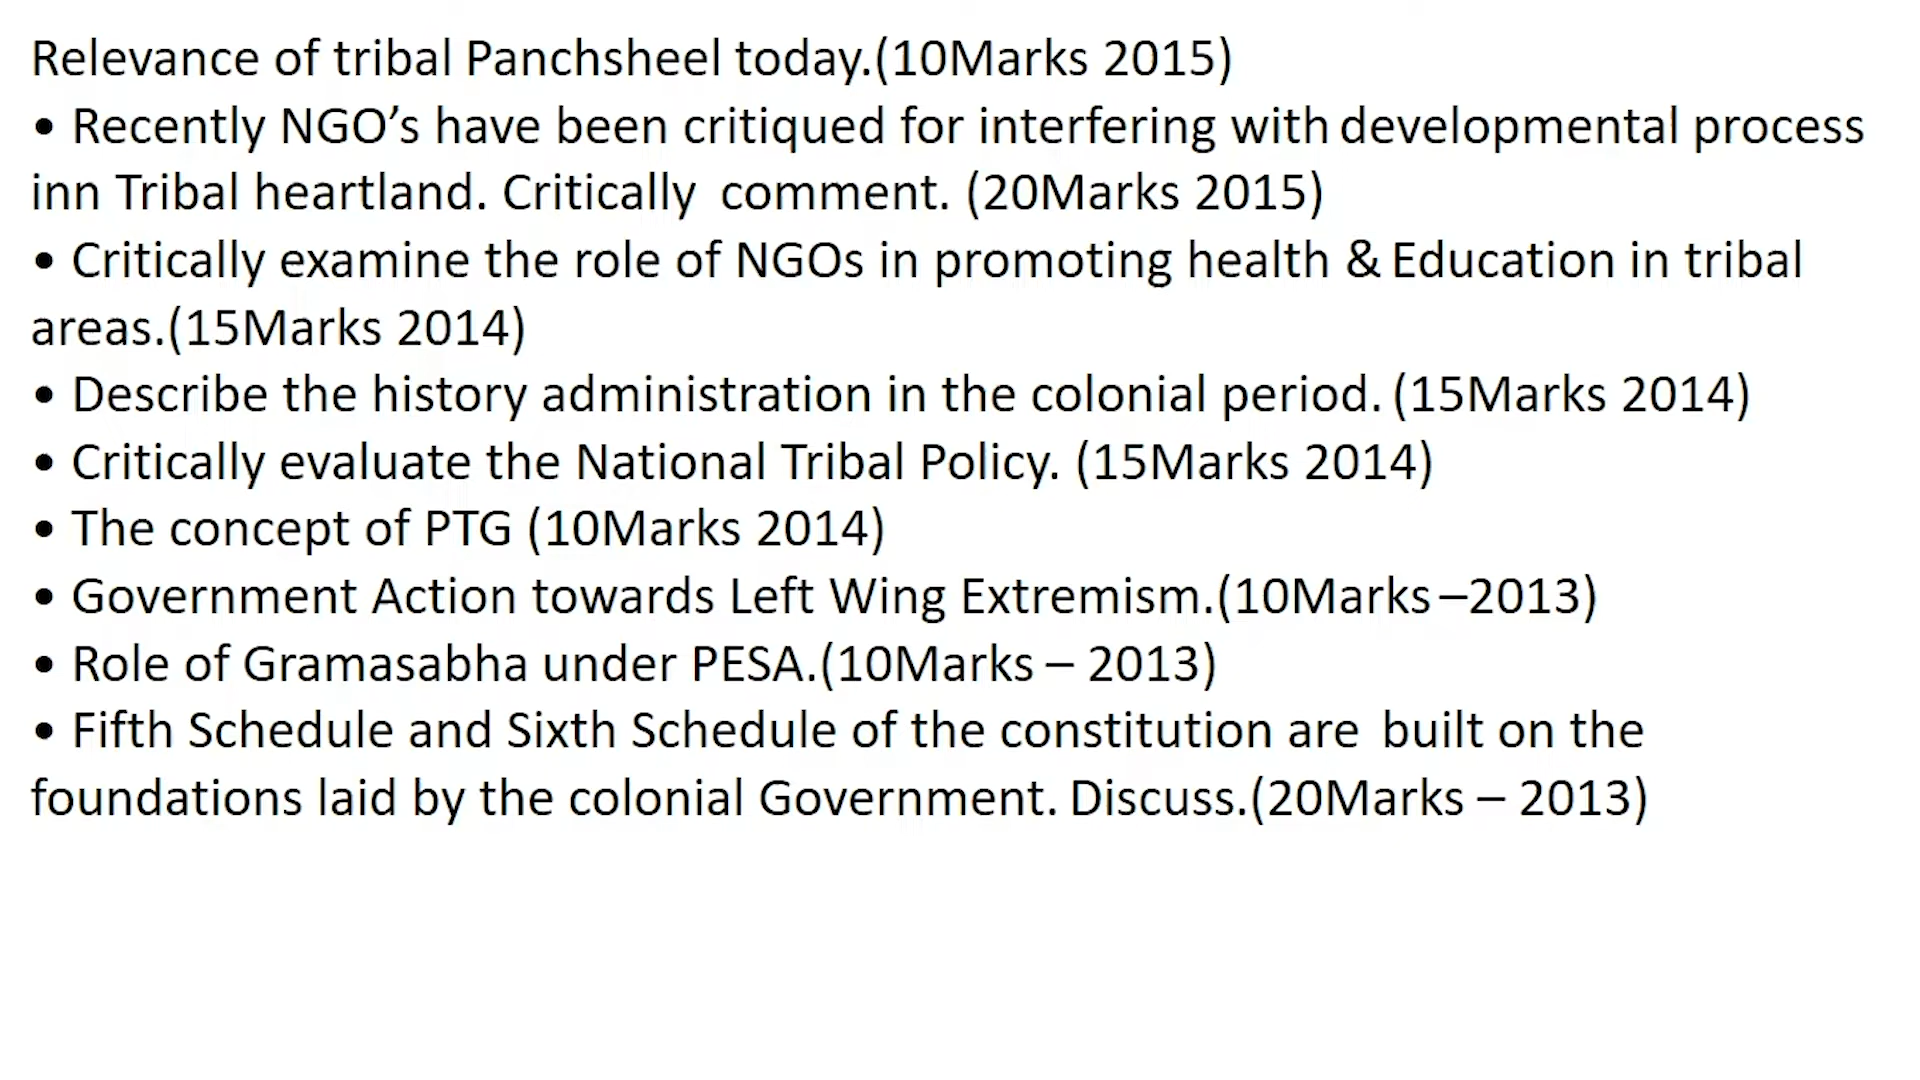 Relevance of tribal Panchsheel today.(10Marks 2015)
• Recently NGO’s have been critiqued for interfering with developmental process
inn Tribal heartland. Critically comment. (20Marks 2015)
• Critically examine the role of NGOs in promoting health & Education in tribal
areas.(15Marks 2014)
• Describe the history administration in the colonial period. (15Marks 2014)
• Critically evaluate the National Tribal Policy. (15Marks 2014)
• The concept of PTG (10Marks 2014)
• Government Action towards Left Wing Extremism.(10Marks –2013)
• Role of Gramasabha under PESA.(10Marks – 2013)
• Fifth Schedule and Sixth Schedule of the constitution are built on the
foundations laid by the colonial Government. Discuss.(20Marks – 2013)